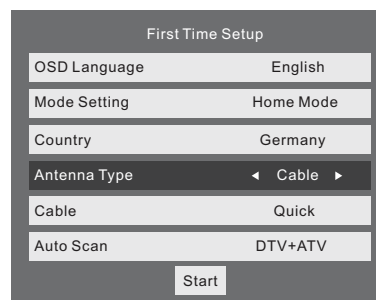 First Time Setup
OSD Language English
Mode Setting Home Mode
Country Germany
Antenna Type ◄ Cable ►
Cable Quick
Auto Scan DTV+ATV
Start